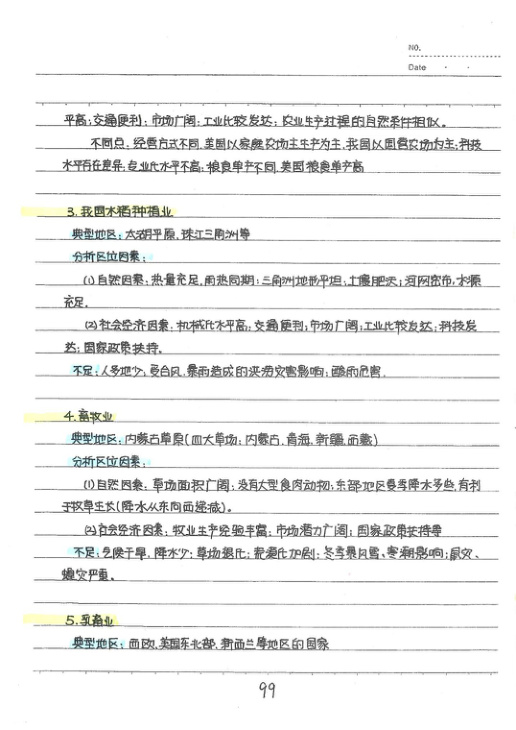 NO.
Date
平高;交通便利;市场广阔;工业比较发达;农业生产过程的自然条件相似。
不同点:经营方式不同,美国以家庭农场主生产为主,我国以国营农场为主;科技
水平存在差异;专业化水平不高;粮食单产不同,美国粮食单产高
3.我国水稻种植业
典型地区:太湖平原、珠江三角洲等
分析区位因素:
(1)自然因素:热量充足,雨热同期;三角洲地形平坦;土壤肥沃;河网密布,水源
充足。
(2)社会经济因素:机械化水平高;交通便利;市场广阔;工业比较发达;科技发
达;国家政策扶持。
不足:人多地少;受台风、暴雨造成的洪涝灾害影响;酸雨危害.
4.畜牧业
典型地区:内蒙古草原(四大草场:内蒙古、青海、新疆、西藏)
分析区位因素:
(1)自然因素:草场面积广阔;没有大型食肉动物;东部地区夏季降水多些,有利
于牧草生长(降水从东向西递减)。
(2)社会经济因素:牧业生产经验丰富;市场潜力广阔;国家政策扶持等
不足:气候干旱,降水少;草场退化;荒漠化加剧;冬季暴风雪、寒潮影响;鼠灾、
蝗灾严重。
5.乳畜业
典型地区:西欧、美国东北部、新西兰等地区的国家
99